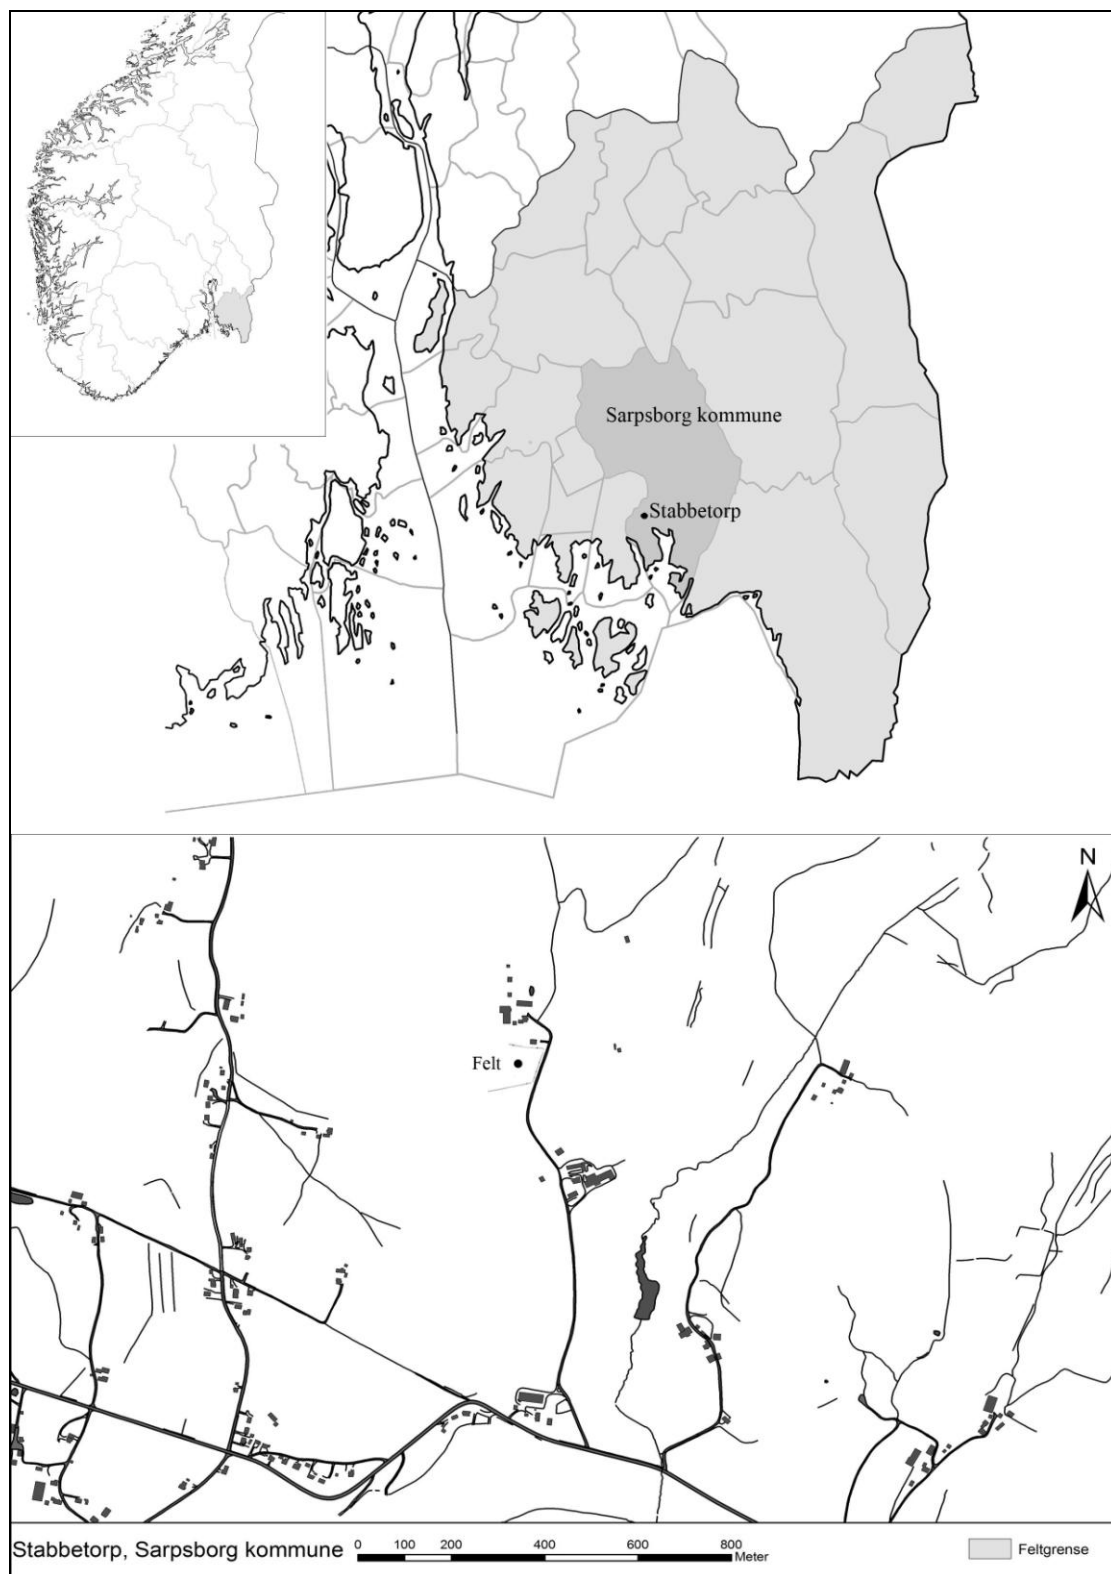 Sarpsborg kommune
Stabbetorp
N
Felt
Stabbetorp, Sarpsborg kommune
0 100 200 400 600 800
Meter
Feltgrense